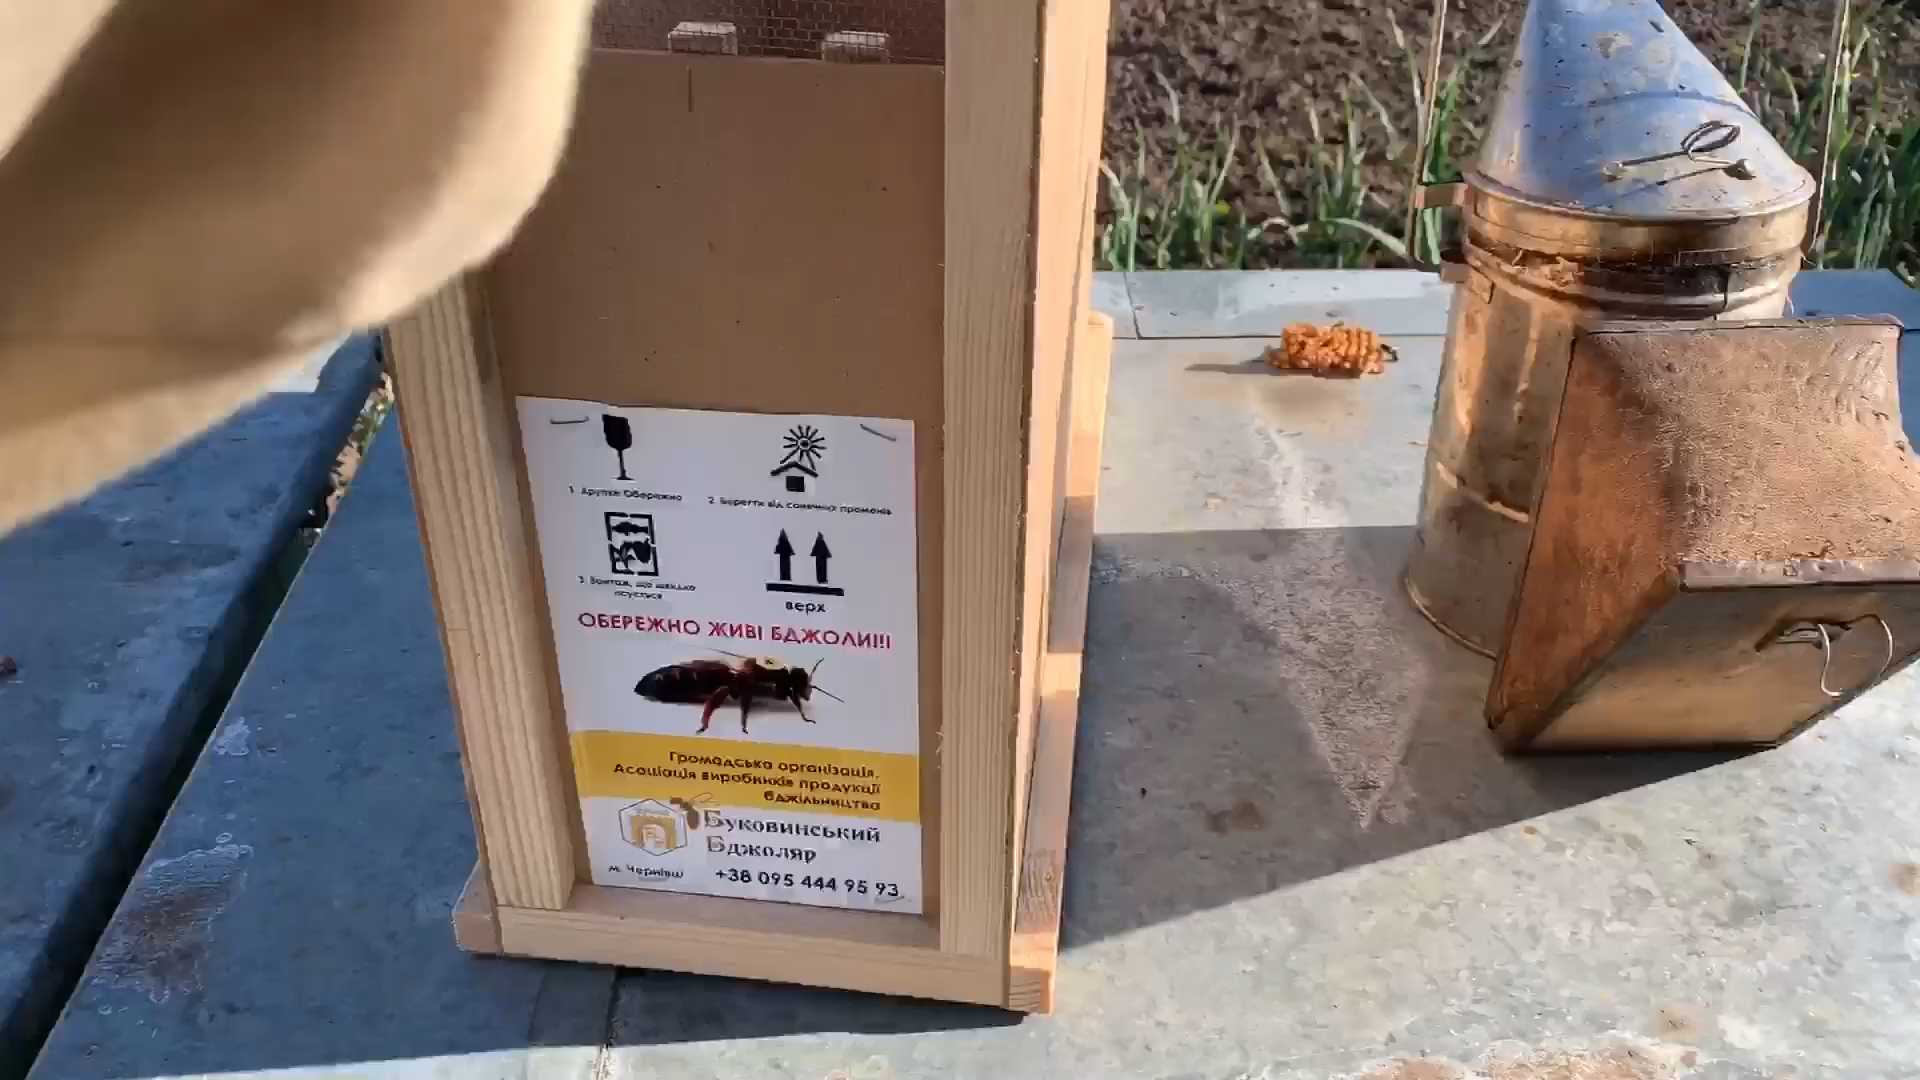 1. Хрупке Обережно
2. Берегти від сонячних променів
3. Вантаж, що швидко
псується
верх
ОБЕРЕЖНО ЖИВІ БДЖОЛИ!!!
Громадська організація,
Асоціація виробників продукції
бджільництва
Буковинський
Бджоляр
м. Чернівці
+38 095 444 95 93